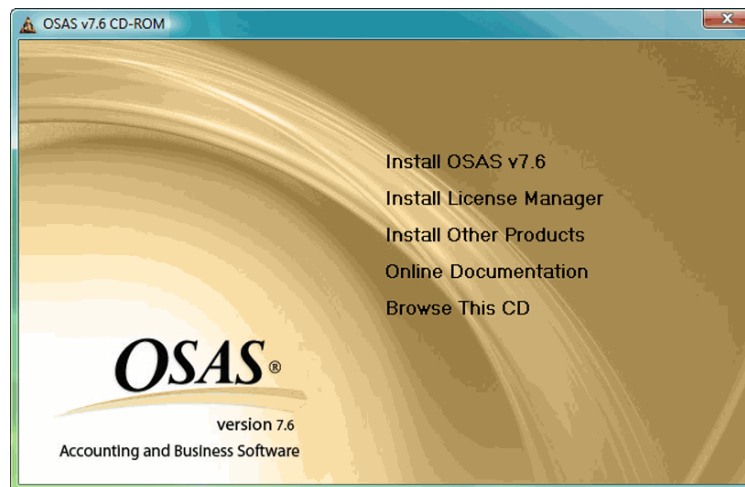 OSAS v7.6 CD-ROM
Install OSAS v7.6
Install License Manager
Install Other Products
Online Documentation
Browse This CD
OSAS®
version 7.6
Accounting and Business Software